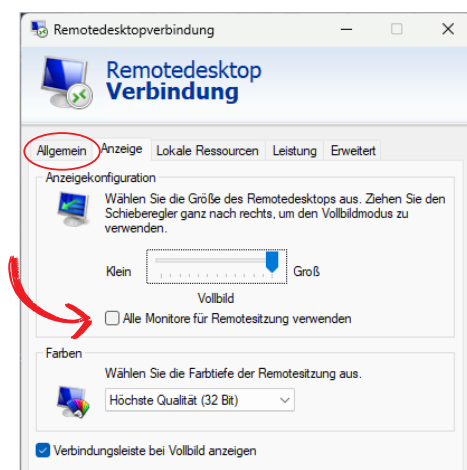 Remotedesktopverbindung
Remotedesktop
Verbindung
Allgemein Anzeige Lokale Ressourcen Leistung Erweitert
Anzeigekonfiguration
Wählen Sie die Größe des Remotedesktops aus. Ziehen Sie den
Schieberegler ganz nach rechts, um den Vollbildmodus zu
verwenden.
Klein Groß
Vollbild
Alle Monitore für Remotesitzung verwenden
Farben
Wählen Sie die Farbtiefe der Remotesitzung aus.
Höchste Qualität (32 Bit)
Verbindungsleiste bei Vollbild anzeigen